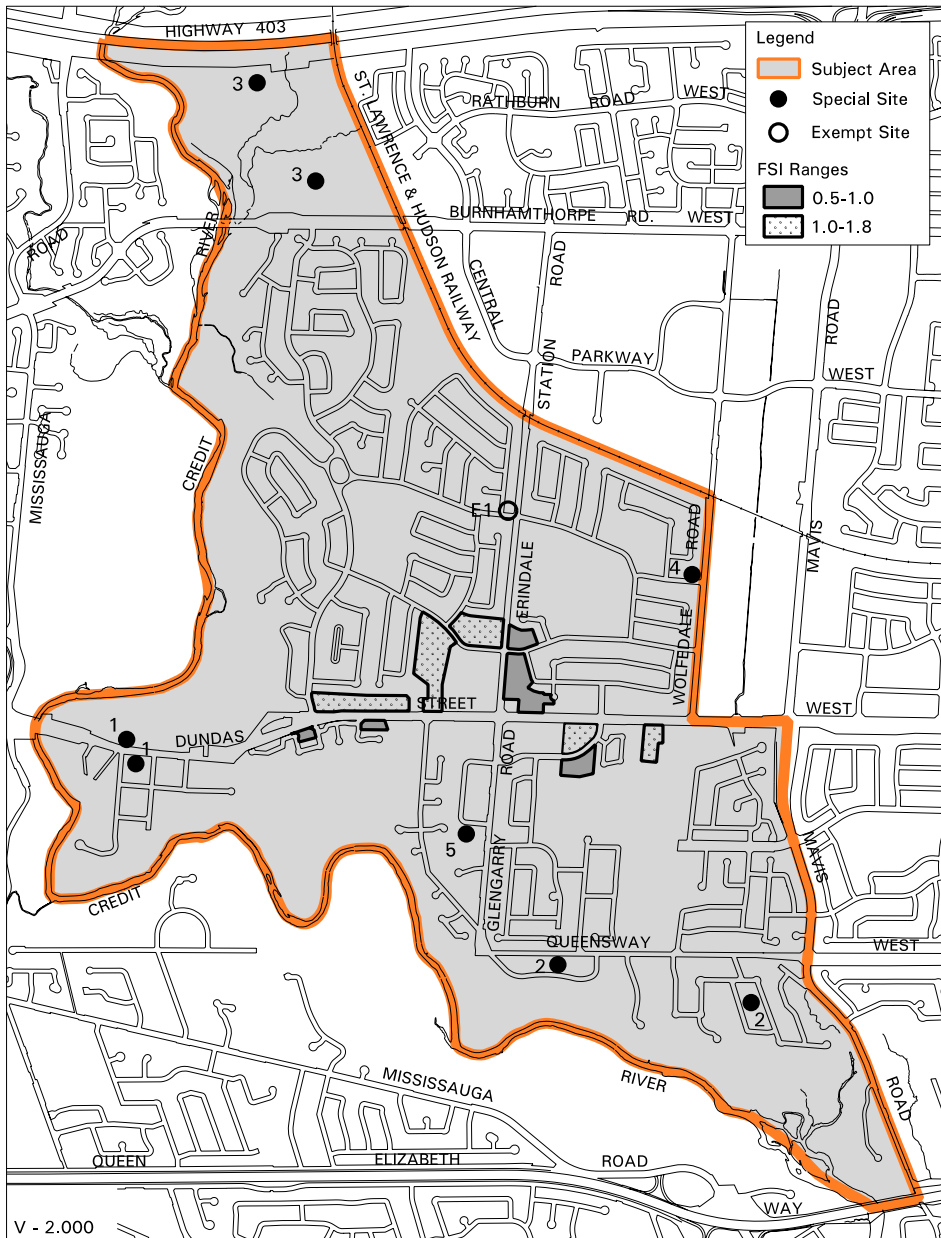 HIGHWAY 403
Legend
Subject Area
Special Site
Exempt Site
FSI Ranges
0.5-1.0
1.0-1.8
3
ST. LAWRENCE & HUDSON RAILWAY
RATHBURN ROAD WEST
3
BURNHAMTHORPE RD. WEST
ROAD
RIVER
CENTRAL PARKWAY WEST
ROAD
STATION
ROAD
MISSISSAUGA
CREDIT
E1
ERINDALE
ROAD
4
MAVIS
WOLFEDALE
STREET
WEST
1
DUNDAS
1
ROAD
5
GLENGARRY
MAVIS
CREDIT
QUEENSWAY
WEST
2
2
MISSISSAUGA
RIVER
ROAD
QUEEN
ELIZABETH
ROAD
WAY
V - 2.000